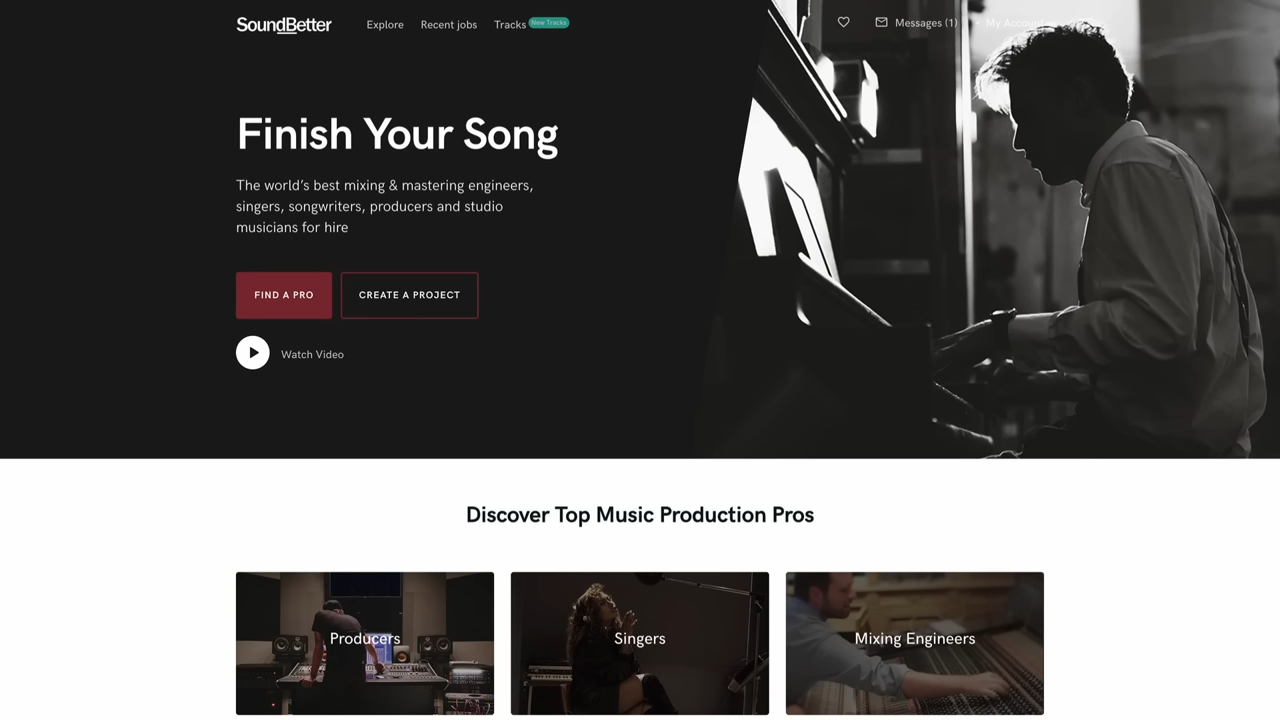 SoundBetter
Explore
Recent jobs
Tracks
New Tracks
Messages (1)
My Account
Finish Your Song
The world's best mixing & mastering engineers,
singers, songwriters, producers and studio
musicians for hire
FIND A PRO
CREATE A PROJECT
Watch Video
Discover Top Music Production Pros
Producers
Singers
Mixing Engineers